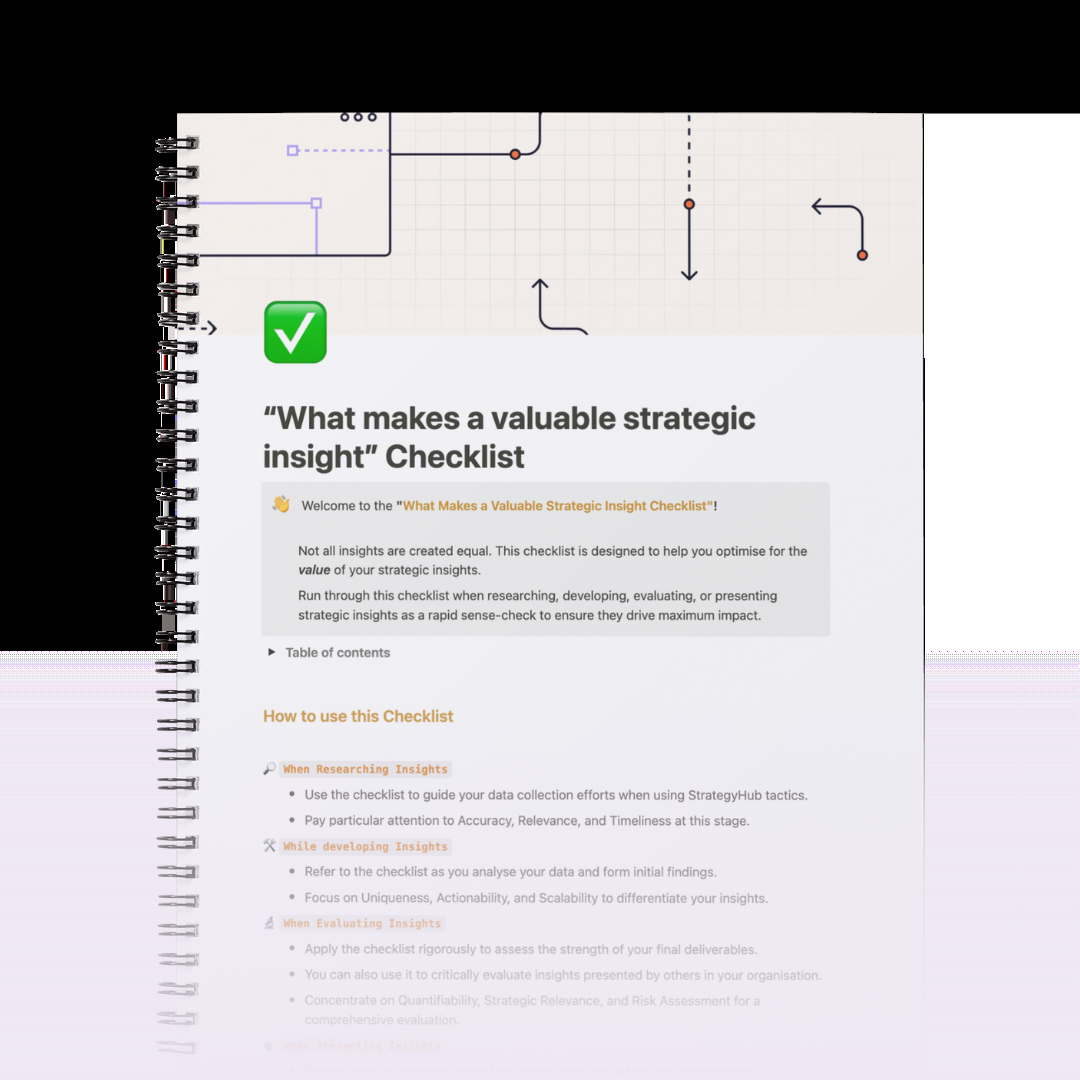 “What makes a valuable strategic
insight” Checklist
Welcome to the "What Makes a Valuable Strategic Insight Checklist"!
Not all insights are created equal. This checklist is designed to help you optimise for the
value of your strategic insights.
Run through this checklist when researching, developing, evaluating, or presenting
strategic insights as a rapid sense-check to ensure they drive maximum impact.
Table of contents
How to use this Checklist
When Researching Insights
Use the checklist to guide your data collection efforts when using StrategyHub tactics.
Pay particular attention to Accuracy, Relevance, and Timeliness at this stage.
While developing Insights
Refer to the checklist as you analyse your data and form initial findings.
Focus on Uniqueness, Actionability, and Scalability to differentiate your insights.
When Evaluating Insights
Apply the checklist rigorously to assess the strength of your final deliverables.
You can also use it to critically evaluate insights presented by others in your organisation.
Concentrate on Quantifiability, Strategic Relevance, and Risk Assessment for a
comprehensive evaluation.
When Presenting Insights